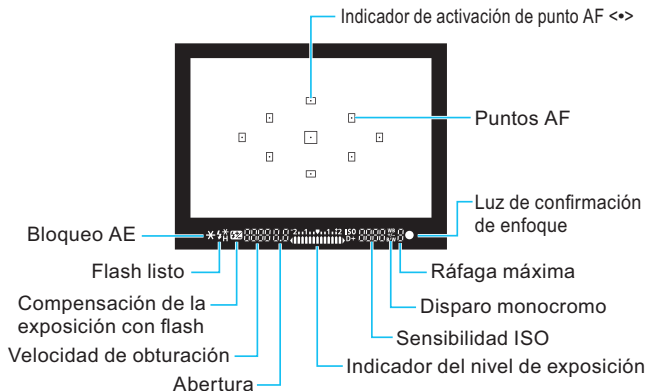 Indicador de activación de punto AF <•>
Puntos AF
Luz de confirmación
de enfoque
Bloqueo AE
Flash listo
Ráfaga máxima
Compensación de la
exposición con flash
Disparo monocromo
Sensibilidad ISO
Velocidad de obturación
Indicador del nivel de exposición
Abertura
ISO
D+